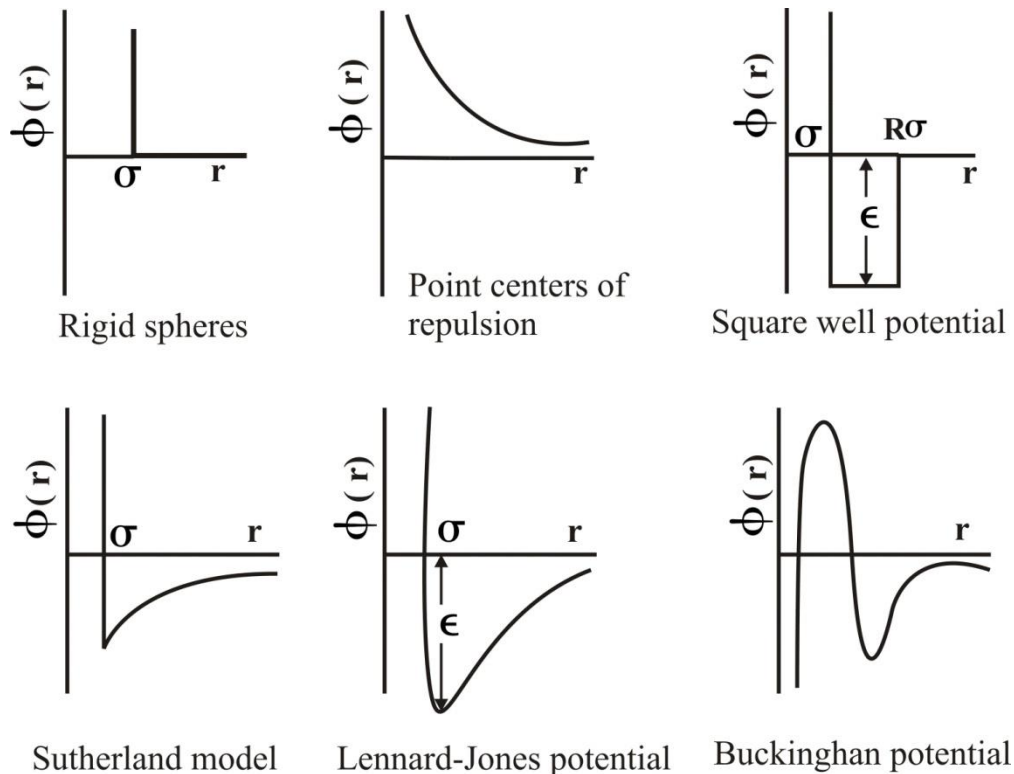 ϕ(r)
σ
r
Rigid spheres
ϕ(r)
r
Point centers of
repulsion
ϕ(r)
σ
Rσ
r
ϵ
Square well potential
ϕ(r)
σ
r
Sutherland model
ϕ(r)
σ
r
ϵ
Lennard-Jones potential
ϕ(r)
r
Buckinghan potential